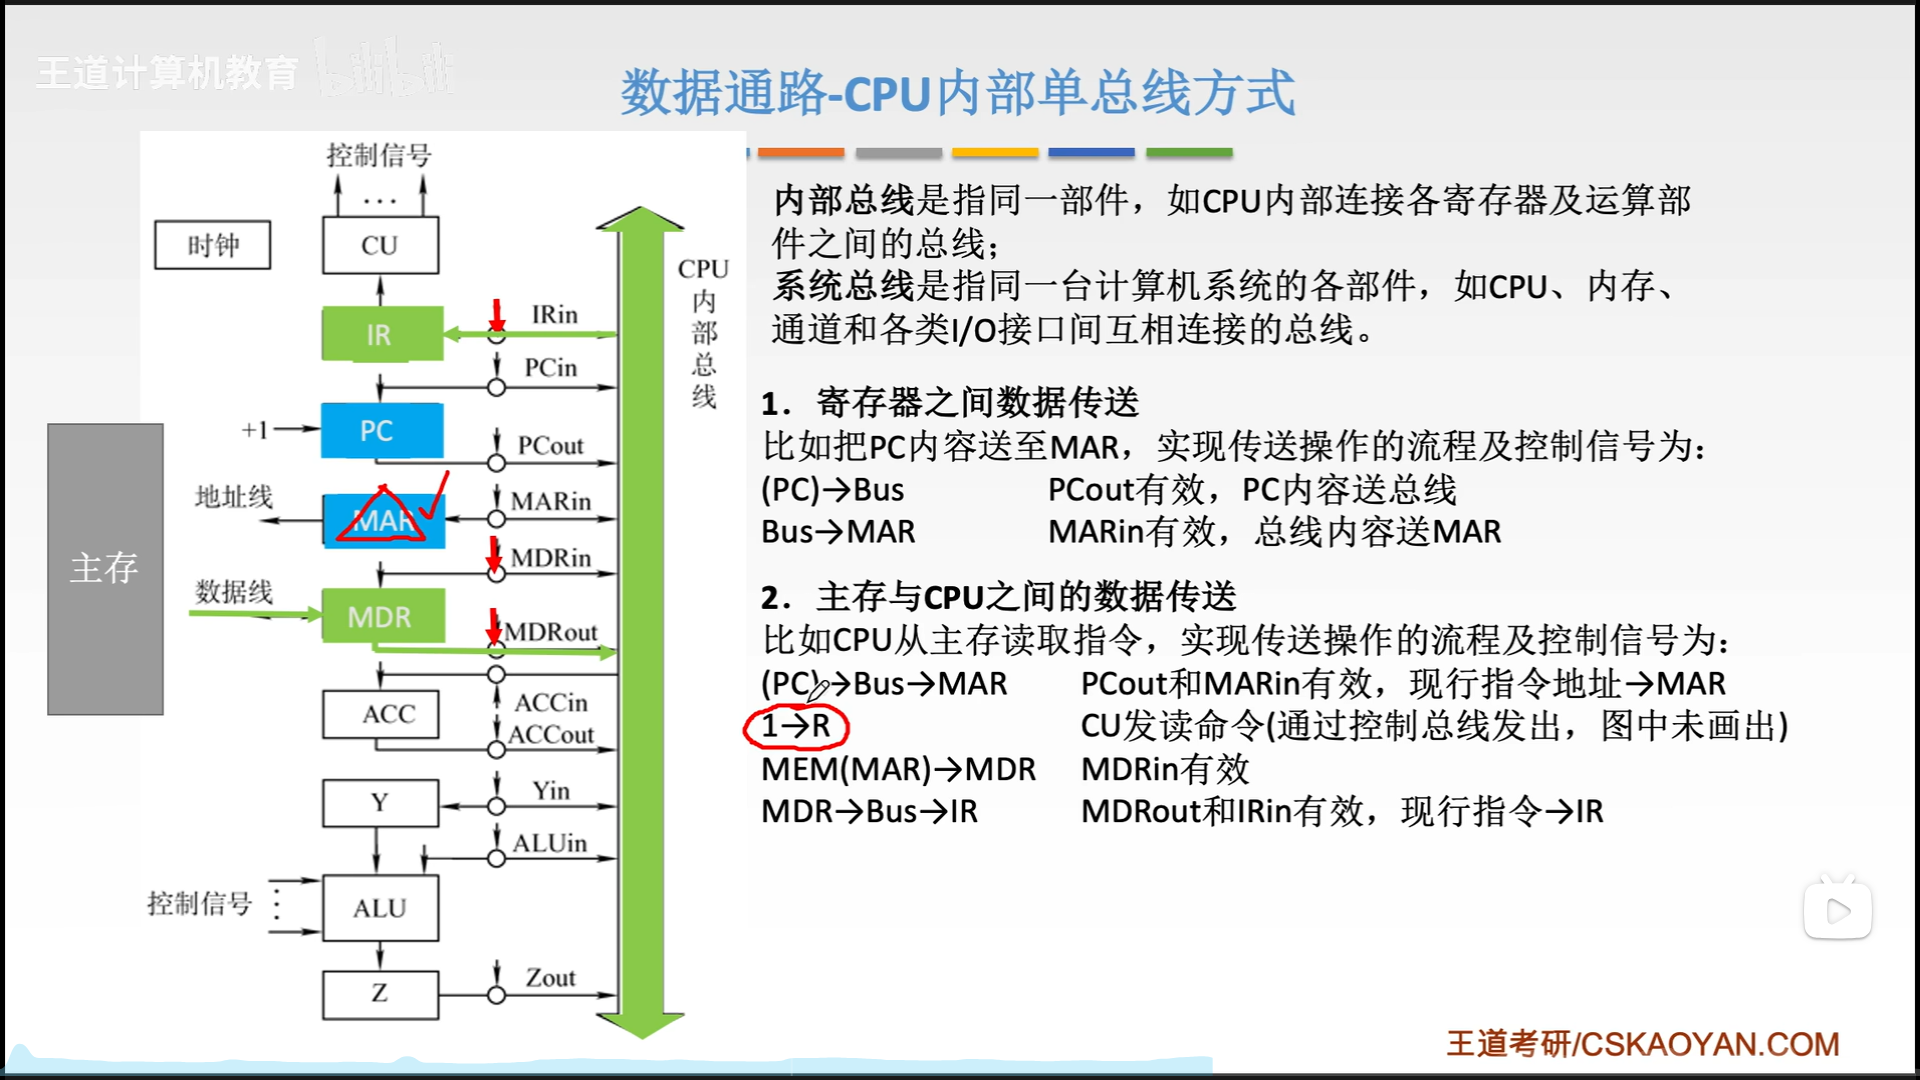 王道计算机教育 bilibili
数据通路-CPU内部单总线方式
控制信号
...
时钟
CU
IR
IRin
PCin
+1
PC
PCout
地址线
MAR
MARin
MDRin
主存
数据线
MDR
MDRout
ACC
ACCin
ACCout
Y
Yin
ALUin
控制信号
ALU
Z
Zout
CPU
内
部
总
线
内部总线是指同一部件，如CPU内部连接各寄存器及运算部
件之间的总线；
系统总线是指同一台计算机系统的各部件，如CPU、内存、
通道和各类I/O接口间互相连接的总线。
1. 寄存器之间数据传送
比如把PC内容送至MAR，实现传送操作的流程及控制信号为：
(PC)→Bus PCout有效，PC内容送总线
Bus→MAR MARin有效，总线内容送MAR
2. 主存与CPU之间的数据传送
比如CPU从主存读取指令，实现传送操作的流程及控制信号为：
(PC)→Bus→MAR PCout和MARin有效，现行指令地址→MAR
1→R CU发读命令(通过控制总线发出，图中未画出)
MEM(MAR)→MDR MDRin有效
MDR→Bus→IR MDRout和IRin有效，现行指令→IR
王道考研/CSKAOYAN.COM